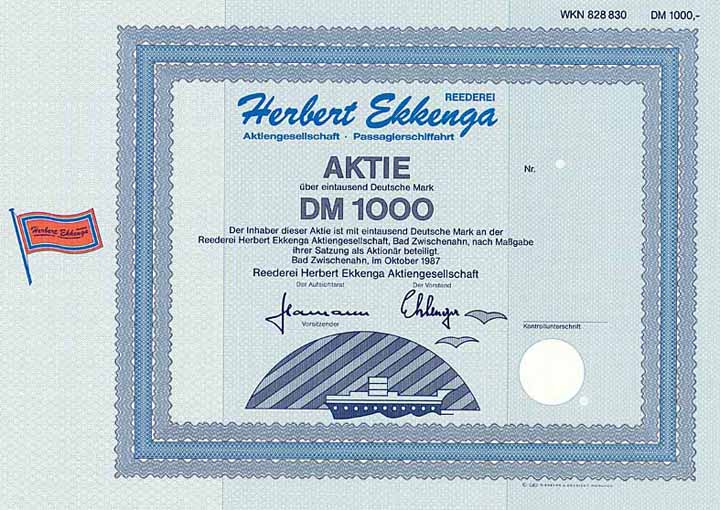 WKN 828 830 DM 1000,-
REEDEREI
Herbert Ekkenga
Aktiengesellschaft · Passagierschiffahrt
AKTIE
über eintausend Deutsche Mark
DM 1000
Nr.
Der Inhaber dieser Aktie ist mit eintausend Deutsche Mark an der
Reederei Herbert Ekkenga Aktiengesellschaft, Bad Zwischenahn, nach Maßgabe
ihrer Satzung als Aktionär beteiligt.
Bad Zwischenahn, im Oktober 1987
Reederei Herbert Ekkenga Aktiengesellschaft
Der Aufsichtsrat Der Vorstand
Ekkenga
Vorsitzender
Kontrollunterschrift
Herbert Ekkenga